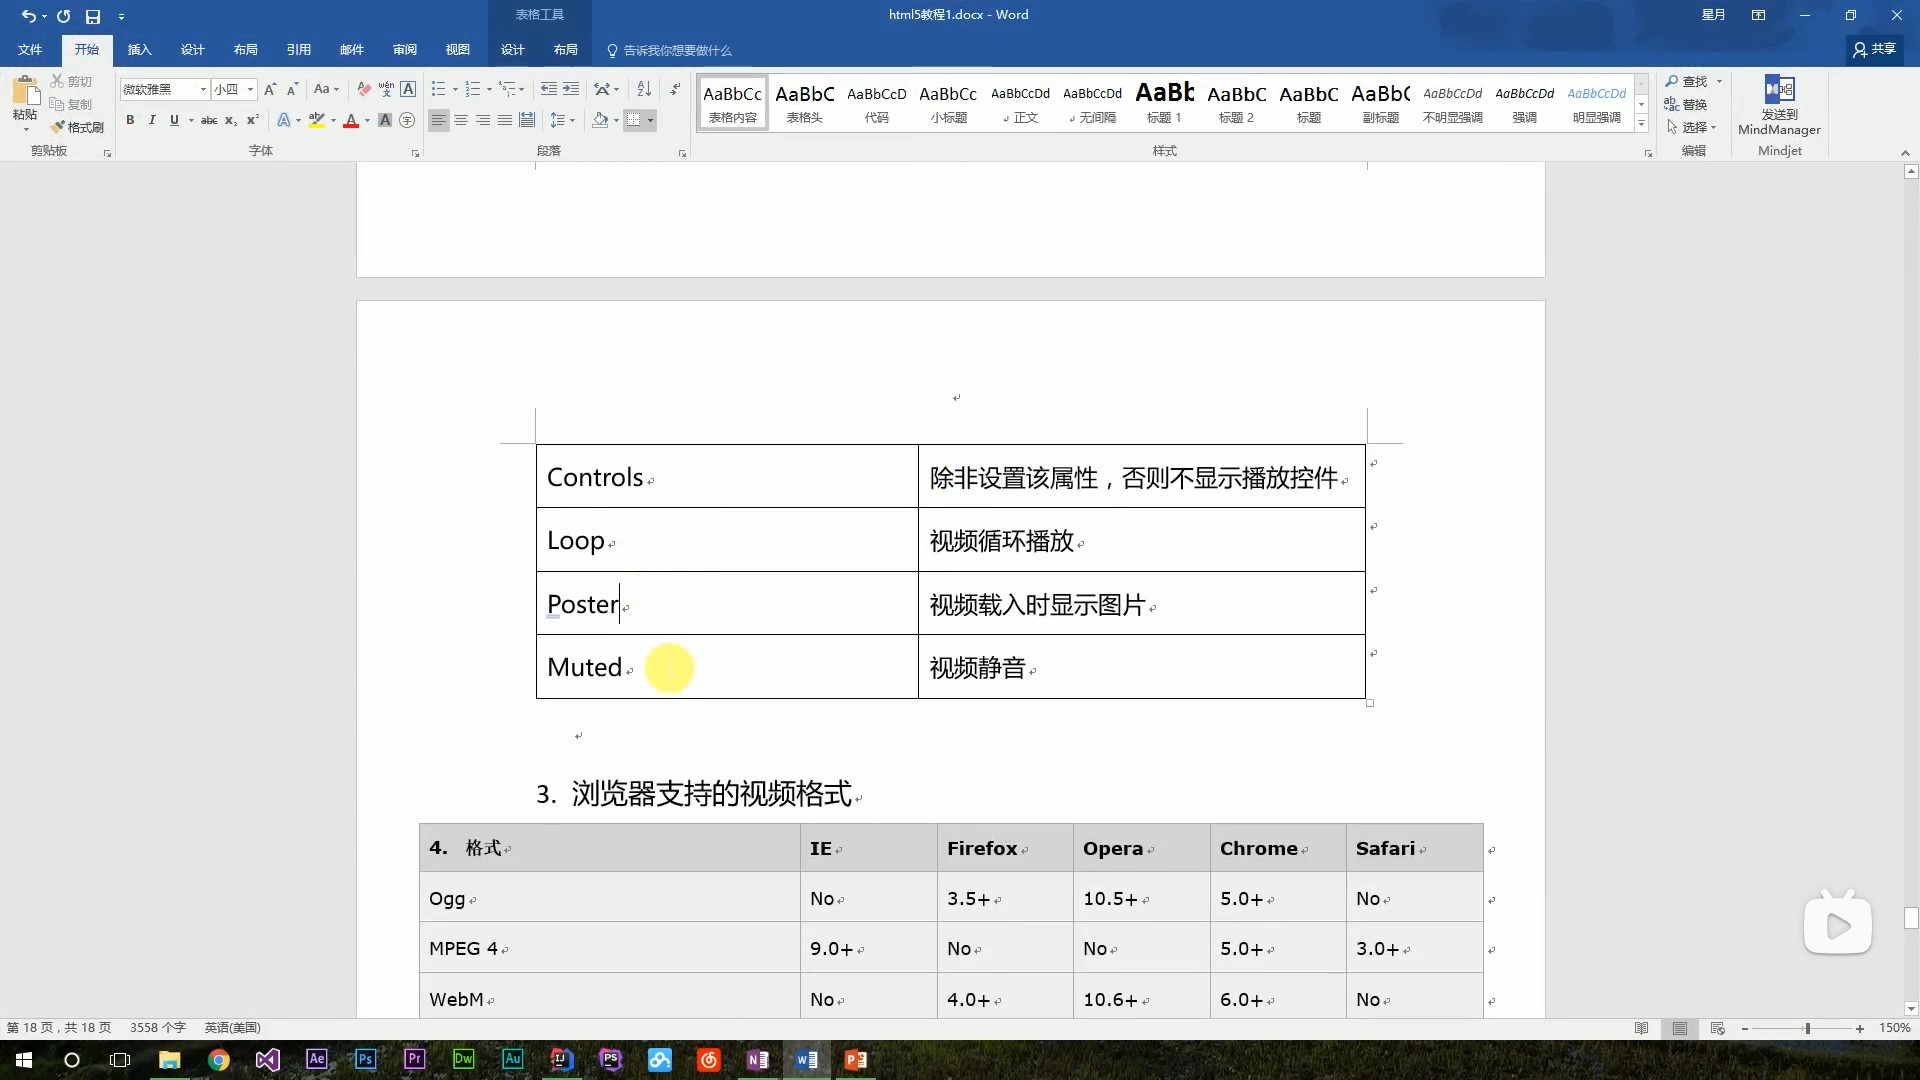 表格工具
html5教程1.docx - Word
星月
文件 开始 插入 设计 布局 引用 邮件 审阅 视图 设计 布局 告诉我你想要做什么 共享
粘贴
剪切
复制
格式刷
剪贴板
微软雅黑 小四
字体
段落
AaBbCc AaBbC AaBbCcD AaBbCc AaBbCcDd AaBbCcDd AaBb AaBbC AaBbC AaBb( AaBbCcDd AaBbCcDd AaBbCcDd
表格内容 表格头 代码 小标题 正文 无间隔 标题 1 标题 2 标题 副标题 不明显强调 强调 明显强调
样式
查找
替换
选择
编辑
发送到
MindManager
Mindjet
Controls 除非设置该属性，否则不显示播放控件
Loop 视频循环播放
Poster 视频载入时显示图片
Muted 视频静音
3. 浏览器支持的视频格式
4. 格式 IE Firefox Opera Chrome Safari
Ogg No 3.5+ 10.5+ 5.0+ No
MPEG 4 9.0+ No No 5.0+ 3.0+
WebM No 4.0+ 10.6+ 6.0+ No
第 18 页，共 18 页 3558 个字 英语(美国) 150%
Ae Ps Pr Dw Au IJ PS N W P